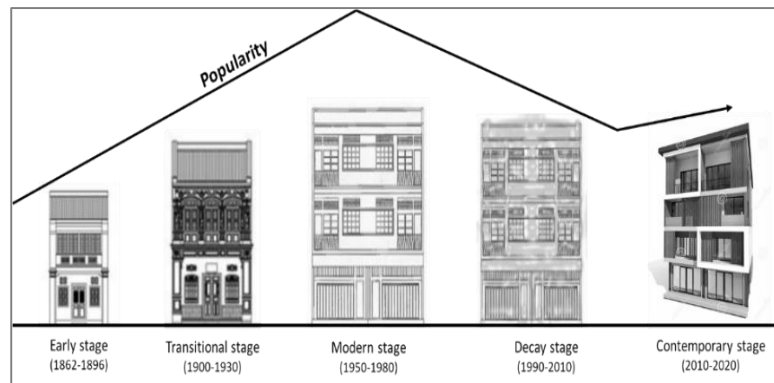 Popularity
Early stage
(1862-1896)
Transitional stage
(1900-1930)
Modern stage
(1950-1980)
Decay stage
(1990-2010)
Contemporary stage
(2010-2020)